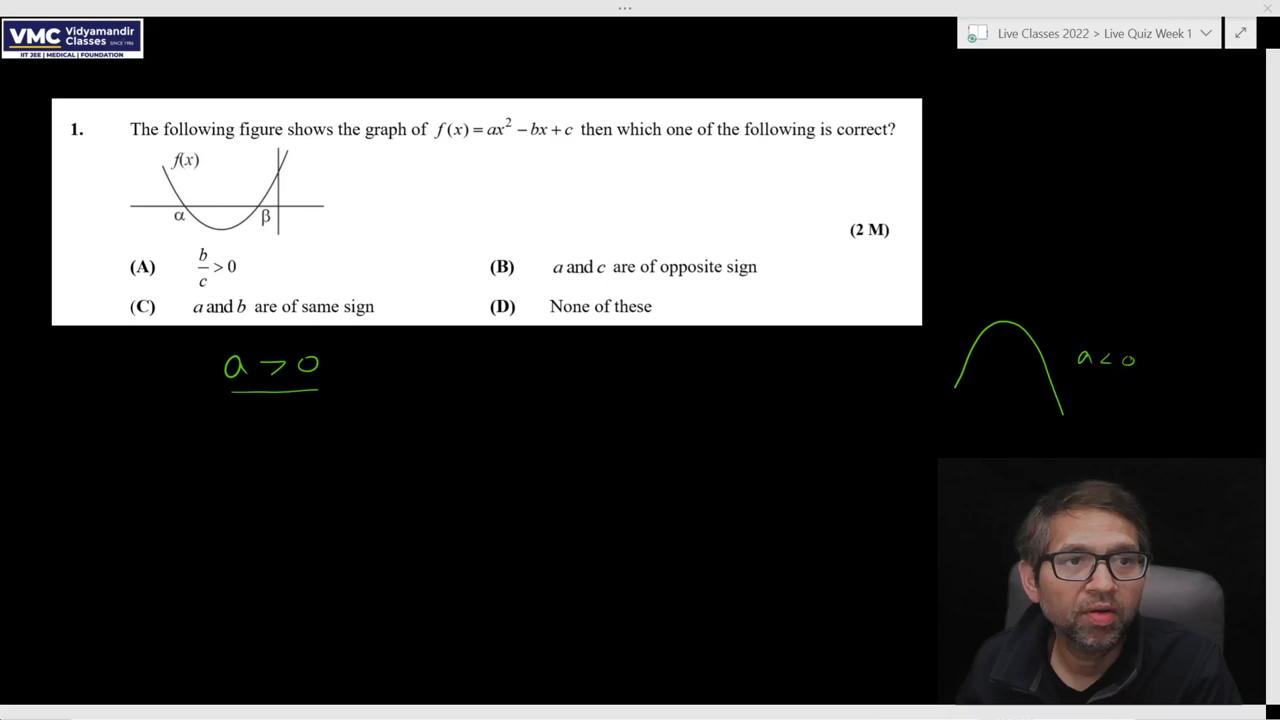 ...
VMC Vidyamandir Classes SINCE 1986
IIT JEE | MEDICAL | FOUNDATION
Live Classes 2022 > Live Quiz Week 1
1. The following figure shows the graph of f(x) = ax² − bx + c then which one of the following is correct?
f(x)
α β
(2 M)
(A) b/c > 0 (B) a and c are of opposite sign
(C) a and b are of same sign (D) None of these
a > 0
a < 0